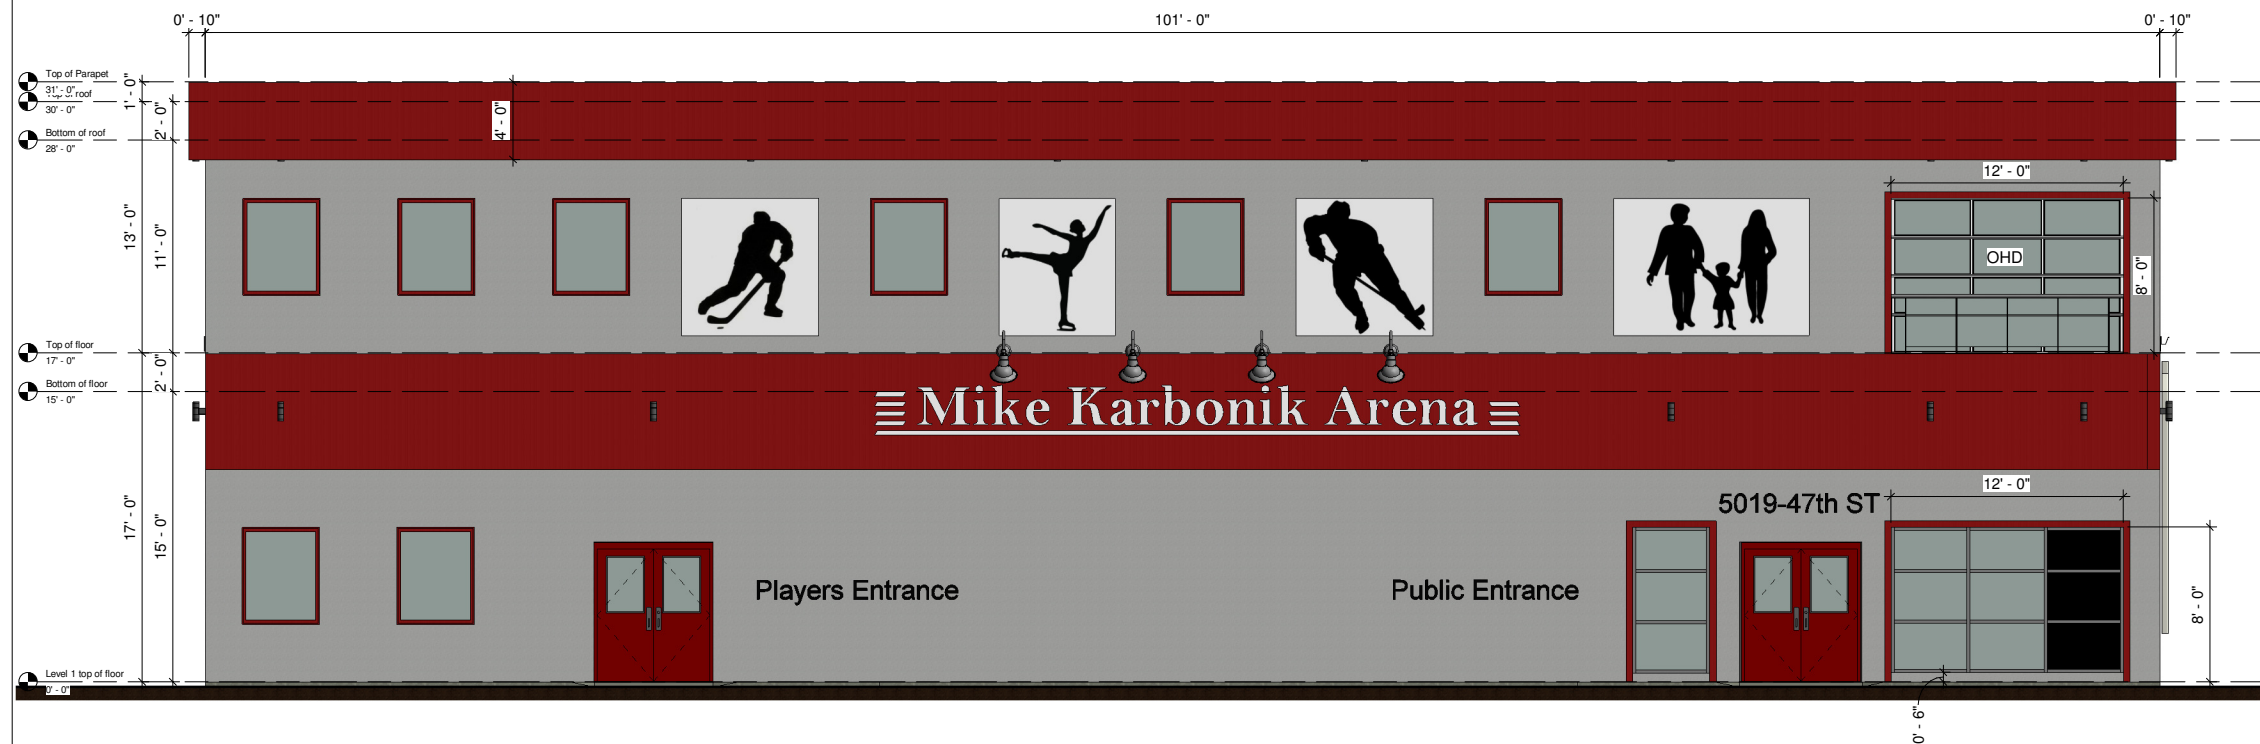 0' - 10"
101' - 0"
0' - 10"
Top of Parapet
31' - 0"
roof
30' - 0"
Bottom of roof
28' - 0"
1' - 0"
2' - 0"
4' - 0"
12' - 0"
13' - 0"
11' - 0"
OHD
8' - 0"
Top of floor
17' - 0"
Bottom of floor
15' - 0"
2' - 0"
Mike Karbonik Arena
17' - 0"
15' - 0"
5019-47th ST
12' - 0"
Players Entrance
Public Entrance
8' - 0"
Level 1 top of floor
0' - 0"
0' - 6"